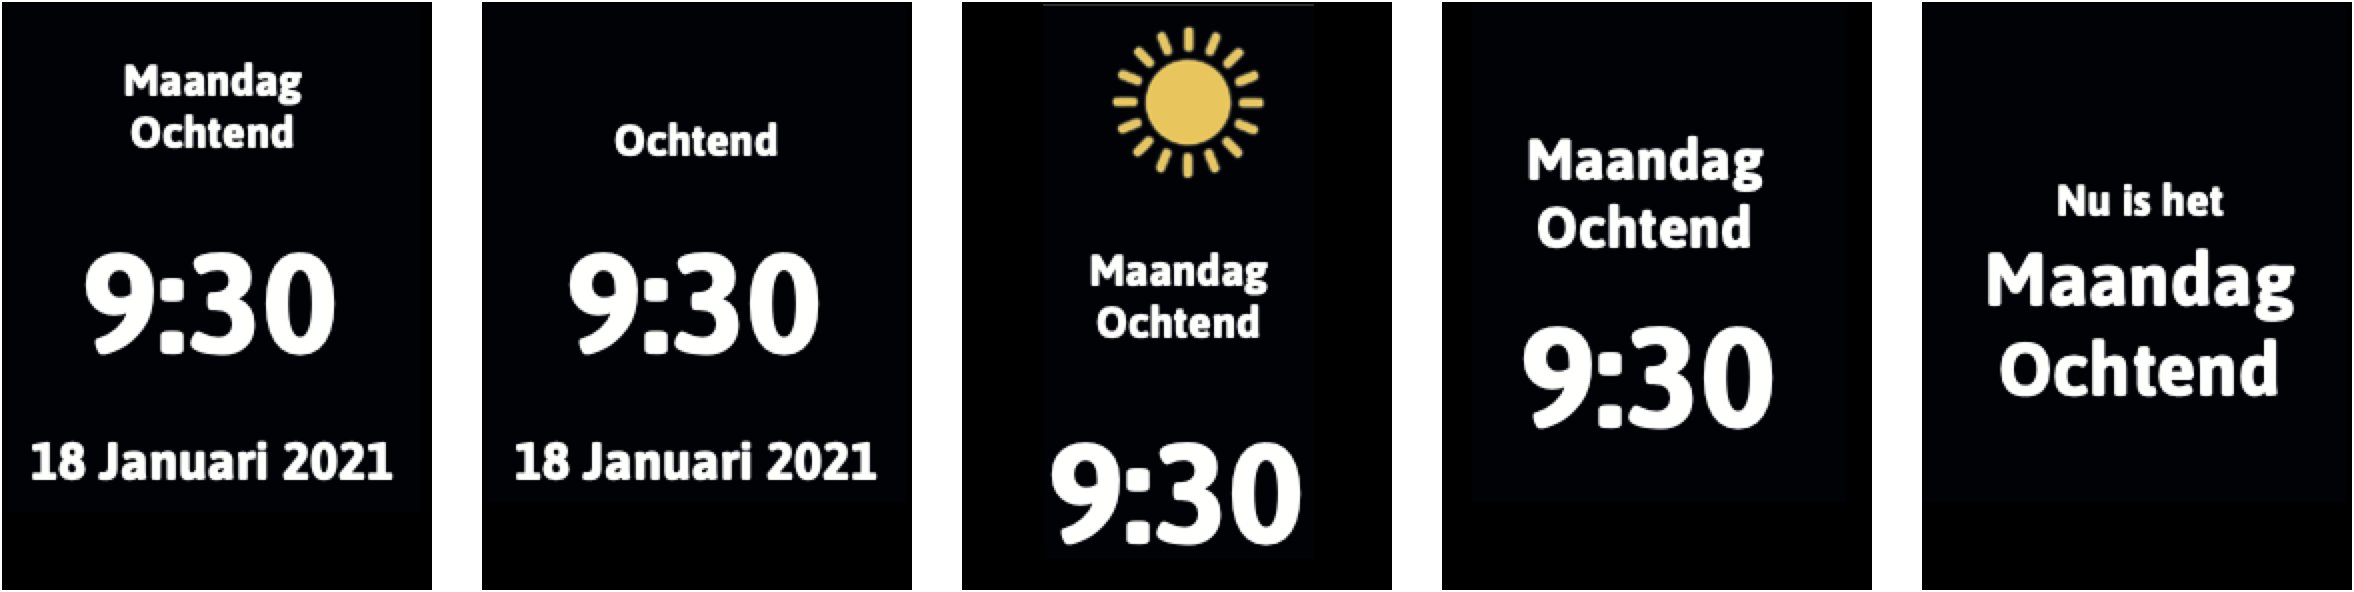 Maandag
Ochtend
9:30
18 Januari 2021
Ochtend
9:30
18 Januari 2021
Maandag
Ochtend
9:30
Maandag
Ochtend
9:30
Nu is het
Maandag
Ochtend